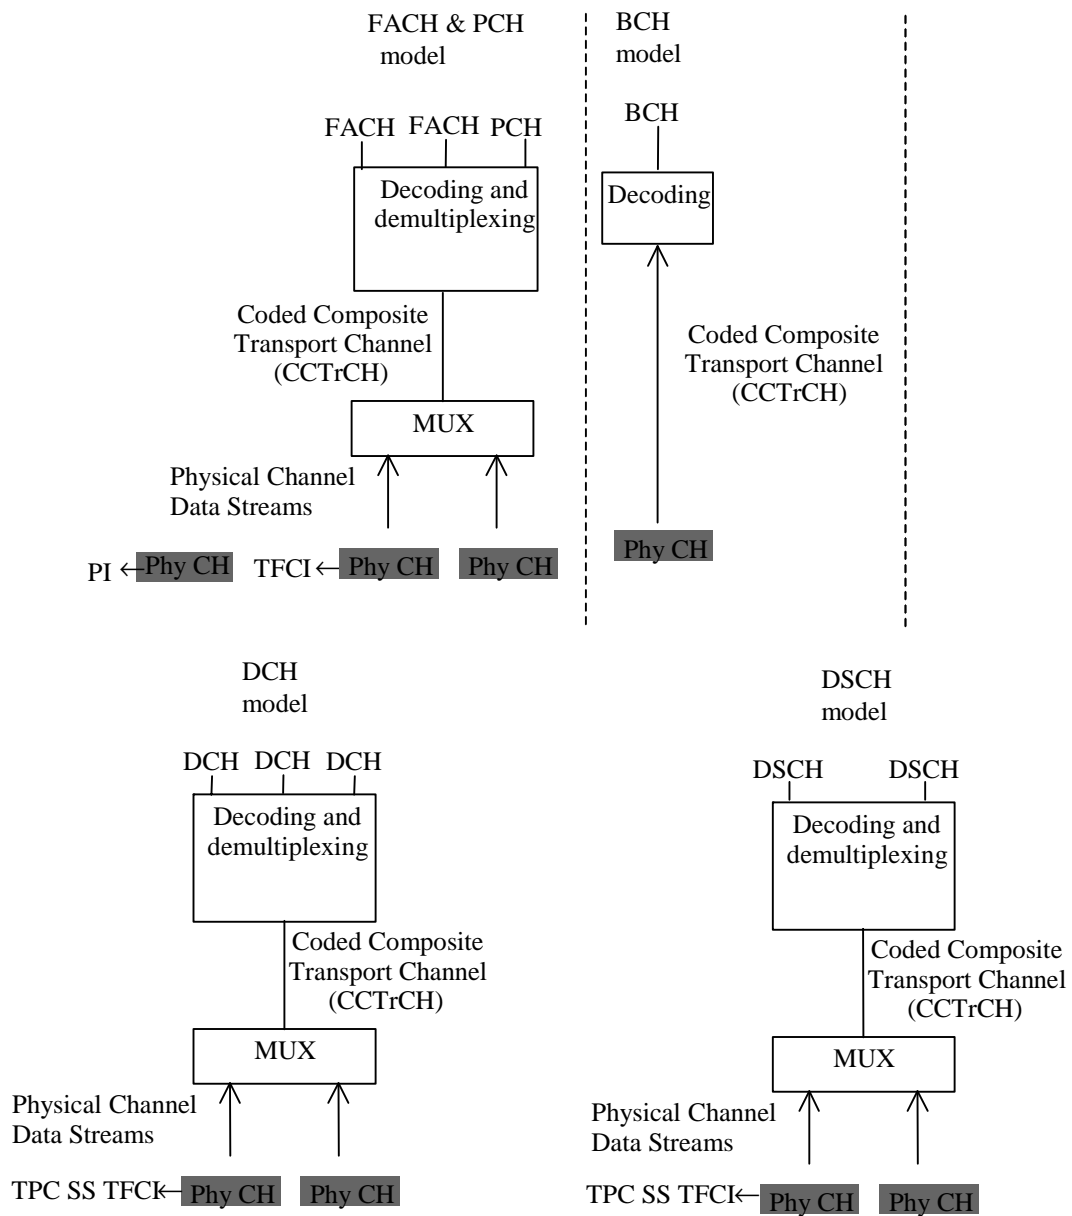 FACH & PCH
model
BCH
model
FACH FACH PCH
BCH
Decoding and
demultiplexing
Decoding
Coded Composite
Transport Channel
(CCTrCH)
Coded Composite
Transport Channel
(CCTrCH)
MUX
Physical Channel
Data Streams
PI Phy CH TFCI Phy CH Phy CH
Phy CH
DCH
model
DSCH
model
DCH DCH DCH
DSCH DSCH
Decoding and
demultiplexing
Decoding and
demultiplexing
Coded Composite
Transport Channel
(CCTrCH)
Coded Composite
Transport Channel
(CCTrCH)
MUX
MUX
Physical Channel
Data Streams
Physical Channel
Data Streams
TPC SS TFCI Phy CH Phy CH
TPC SS TFCI Phy CH Phy CH